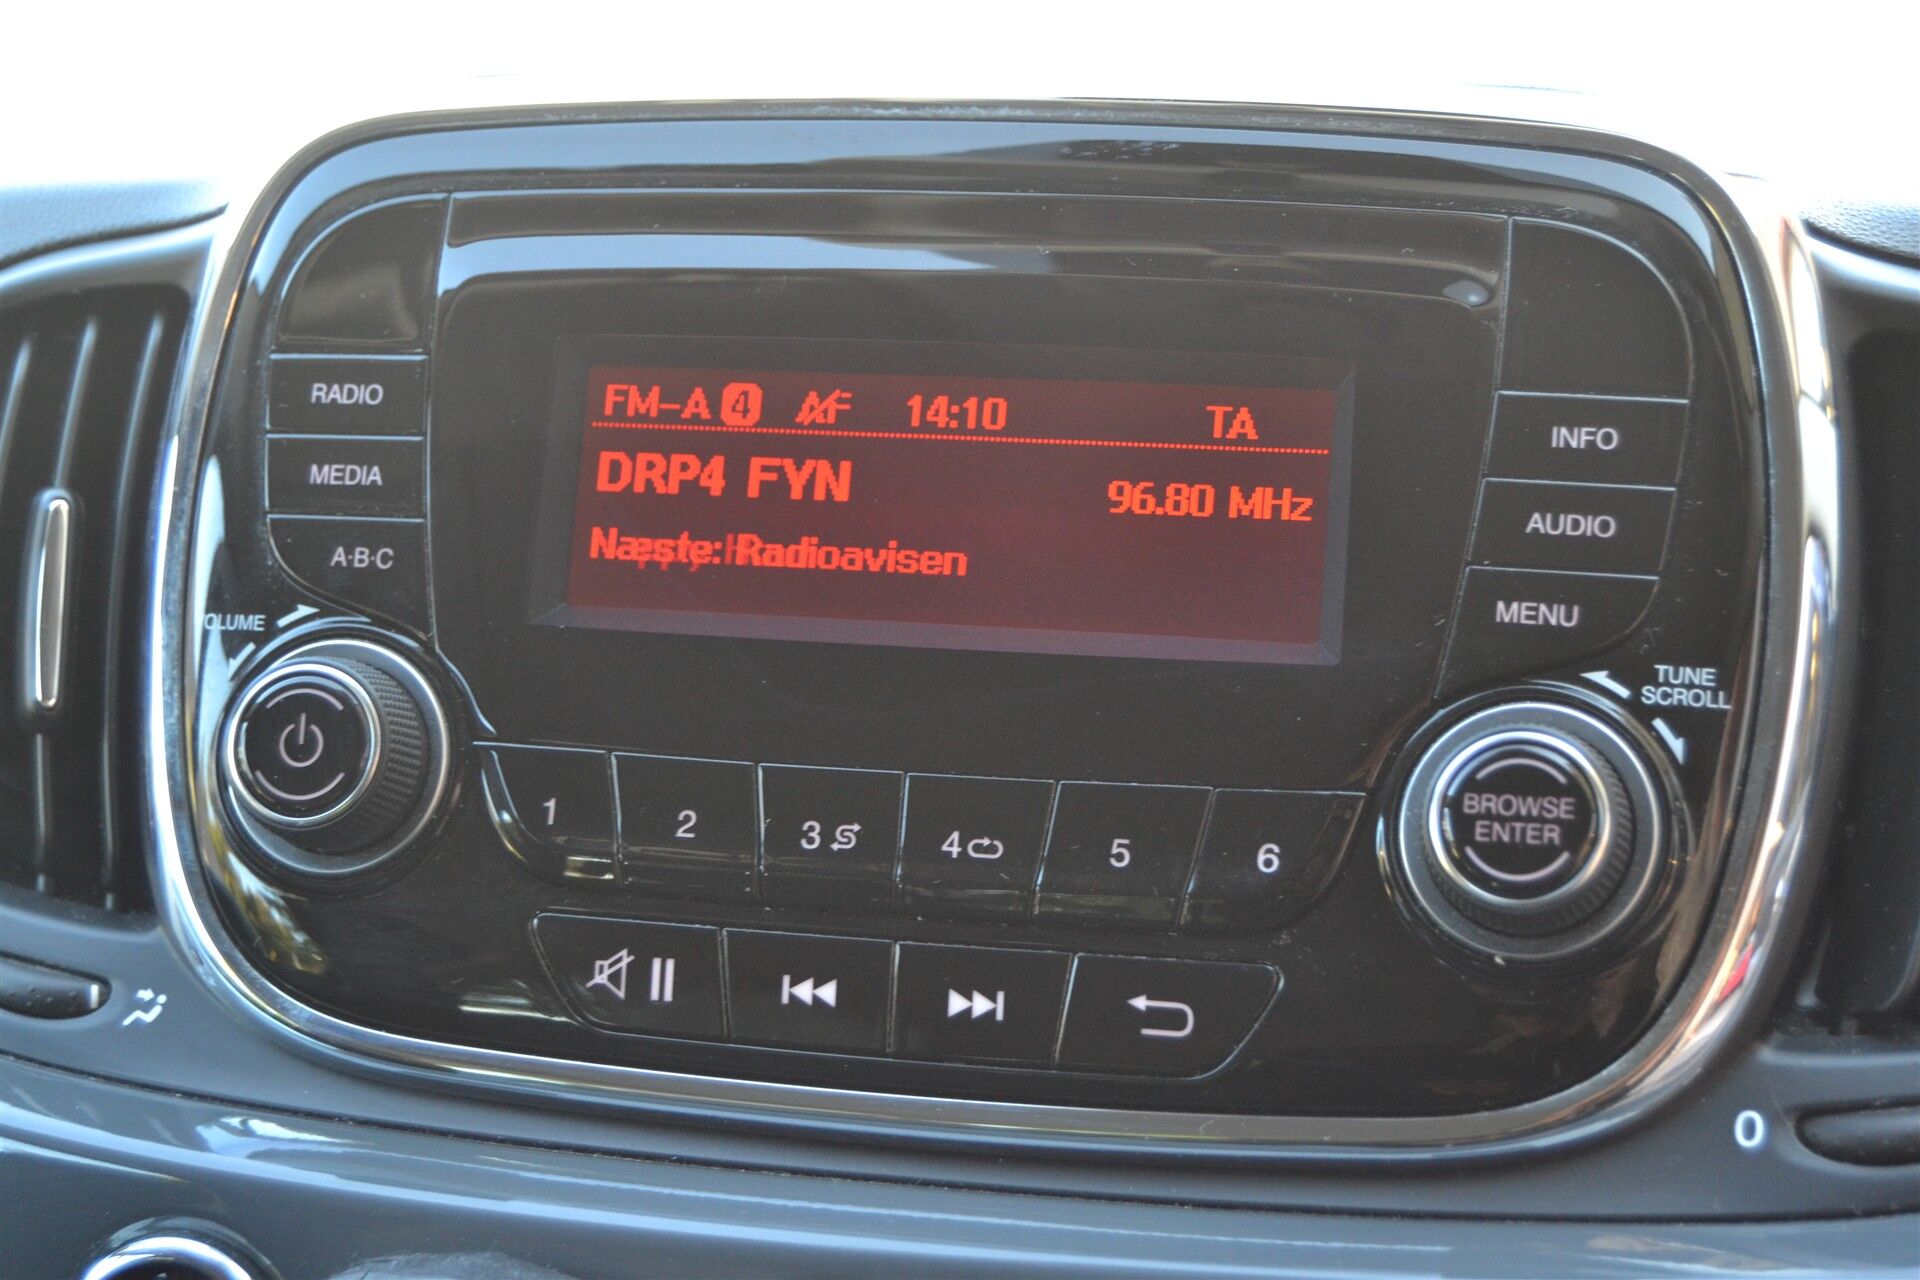 FM-A 4 AF 14:10 TA
DRP4 FYN 96.80 MHz
Næste: Radioavisen
RADIO
MEDIA
A·B·C
VOLUME
INFO
AUDIO
MENU
TUNE
SCROLL
BROWSE
ENTER
1 2 3 4 5 6
0